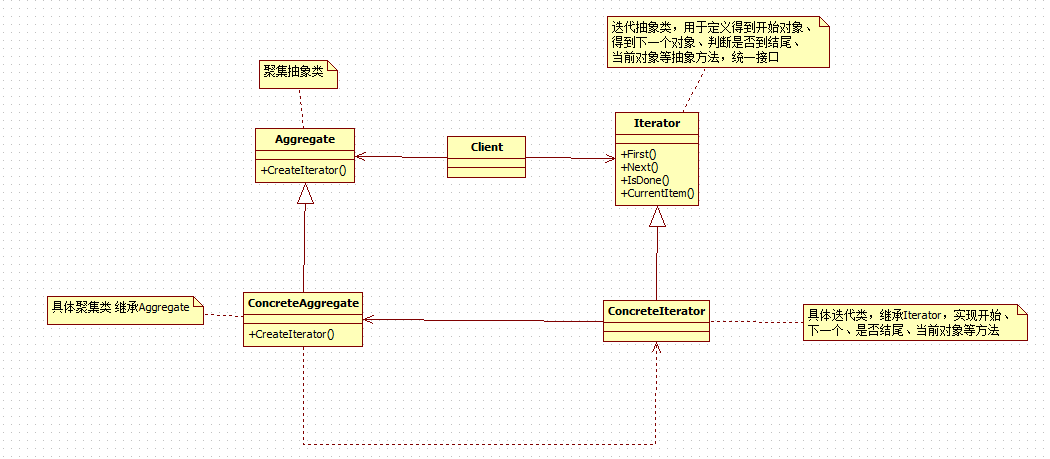 迭代抽象类，用于定义得到开始对象、
得到下一个对象、判断是否到结尾、
当前对象等抽象方法，统一接口
聚集抽象类
Aggregate
+CreateIterator()
Client
Iterator
+First()
+Next()
+IsDone()
+CurrentItem()
具体聚集类 继承Aggregate
ConcreteAggregate
+CreateIterator()
ConcreteIterator
具体迭代类，继承Iterator，实现开始、
下一个、是否结尾、当前对象等方法